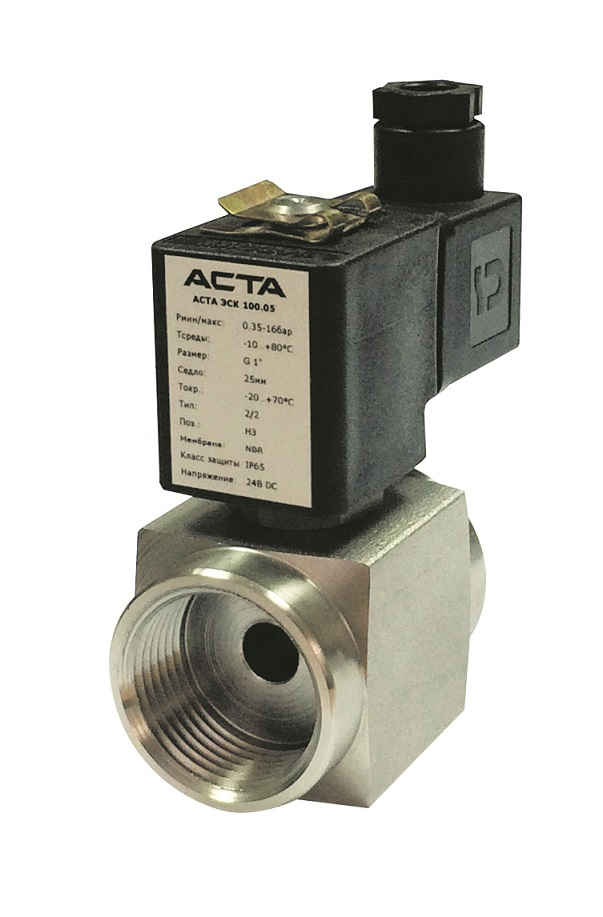 АСТА
АСТА ЭСК 100.05
Рмин/макс: 0,35-16бар
Тсреды: -10..+80°С
Размер: G 1"
Седло: 25мм
Токр.: -20..+70°С
Тип: 2/2
Поз.: НЗ
Мембрана: NBR
Класс защиты IP65
Напряжение: 24В DC